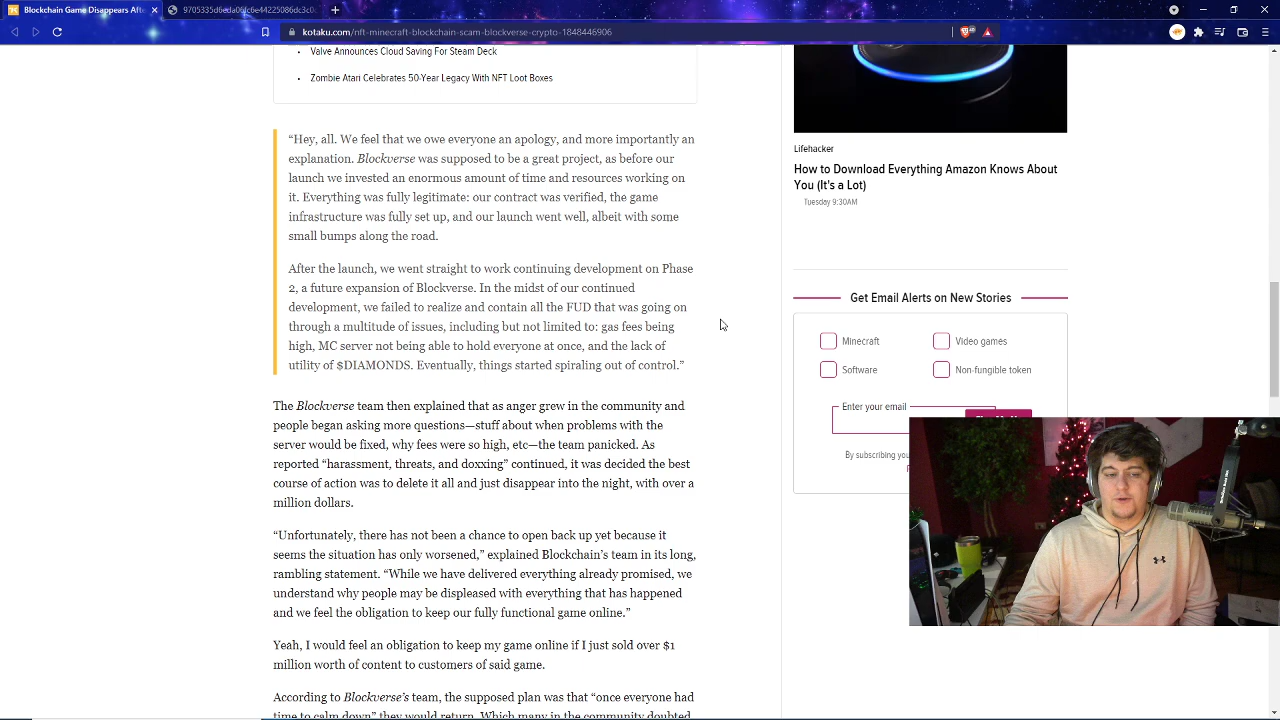 Blockchain Game Disappears Aft
9705335d6eda06fc6e44225086dc3c0
kotaku.com/nft-minecraft-blockchain-scam-blockverse-crypto-1848446906
Valve Announces Cloud Saving For Steam Deck
Zombie Atari Celebrates 50-Year Legacy With NFT Loot Boxes
“Hey, all. We feel that we owe everyone an apology, and more importantly an
explanation. Blockverse was supposed to be a great project, as before our
launch we invested an enormous amount of time and resources working on
it. Everything was fully legitimate: our contract was verified, the game
infrastructure was fully set up, and our launch went well, albeit with some
small bumps along the road.
After the launch, we went straight to work continuing development on Phase
2, a future expansion of Blockverse. In the midst of our continued
development, we failed to realize and contain all the FUD that was going on
through a multitude of issues, including but not limited to: gas fees being
high, MC server not being able to hold everyone at once, and the lack of
utility of $DIAMONDS. Eventually, things started spiraling out of control.”
The Blockverse team then explained that as anger grew in the community and
people began asking more questions—stuff about when problems with the
server would be fixed, why fees were so high, etc—the team panicked. As
reported “harassment, threats, and doxxing” continued, it was decided the best
course of action was to delete it all and just disappear into the night, with over a
million dollars.
“Unfortunately, there has not been a chance to open back up yet because it
seems the situation has only worsened,” explained Blockchain’s team in its long,
rambling statement. “While we have delivered everything already promised, we
understand why people may be displeased with everything that has happened
and we feel the obligation to keep our fully functional game online.”
Yeah, I would feel an obligation to keep my game online if I just sold over $1
million worth of content to customers of said game.
According to Blockverse’s team, the supposed plan was that “once everyone had
time to calm down” they would return. Which many in the community doubted
Lifehacker
How to Download Everything Amazon Knows About
You (It's a Lot)
Tuesday 9:30AM
Get Email Alerts on New Stories
Minecraft
Video games
Software
Non-fungible token
Enter your email
By subscribing you